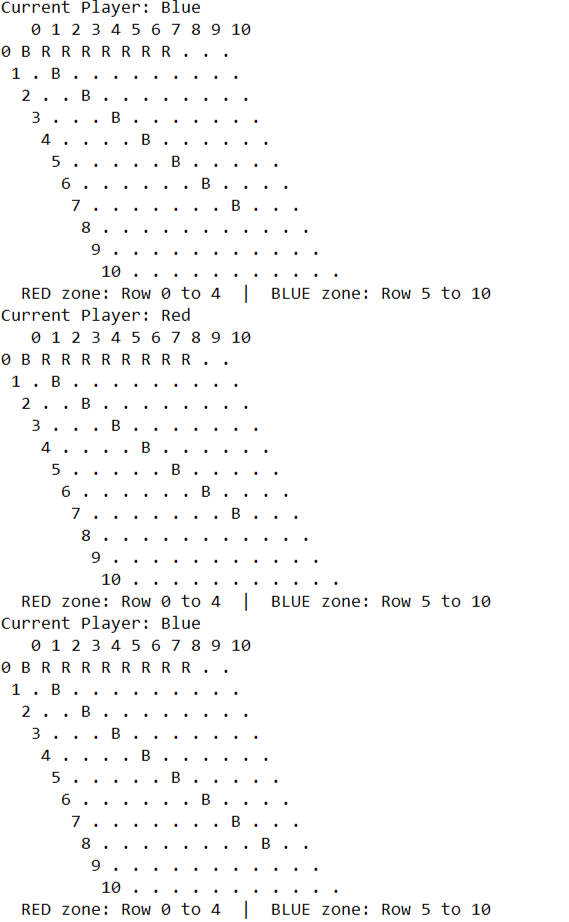 Current Player: Blue
   0 1 2 3 4 5 6 7 8 9 10
0 B R R R R R R R . . .
 1 . B . . . . . . . . .
  2 . . B . . . . . . . .
   3 . . . B . . . . . . .
    4 . . . . B . . . . . .
     5 . . . . . B . . . . .
      6 . . . . . . B . . . .
       7 . . . . . . . B . . .
        8 . . . . . . . . . . .
         9 . . . . . . . . . . .
          10 . . . . . . . . . . .
  RED zone: Row 0 to 4  |  BLUE zone: Row 5 to 10
Current Player: Red
   0 1 2 3 4 5 6 7 8 9 10
0 B R R R R R R R R . .
 1 . B . . . . . . . . .
  2 . . B . . . . . . . .
   3 . . . B . . . . . . .
    4 . . . . B . . . . . .
     5 . . . . . B . . . . .
      6 . . . . . . B . . . .
       7 . . . . . . . B . . .
        8 . . . . . . . . . . .
         9 . . . . . . . . . . .
          10 . . . . . . . . . . .
  RED zone: Row 0 to 4  |  BLUE zone: Row 5 to 10
Current Player: Blue
   0 1 2 3 4 5 6 7 8 9 10
0 B R R R R R R R R . .
 1 . B . . . . . . . . .
  2 . . B . . . . . . . .
   3 . . . B . . . . . . .
    4 . . . . B . . . . . .
     5 . . . . . B . . . . .
      6 . . . . . . B . . . .
       7 . . . . . . . B . . .
        8 . . . . . . . . B . .
         9 . . . . . . . . . . .
          10 . . . . . . . . . . .
  RED zone: Row 0 to 4  |  BLUE zone: Row 5 to 10